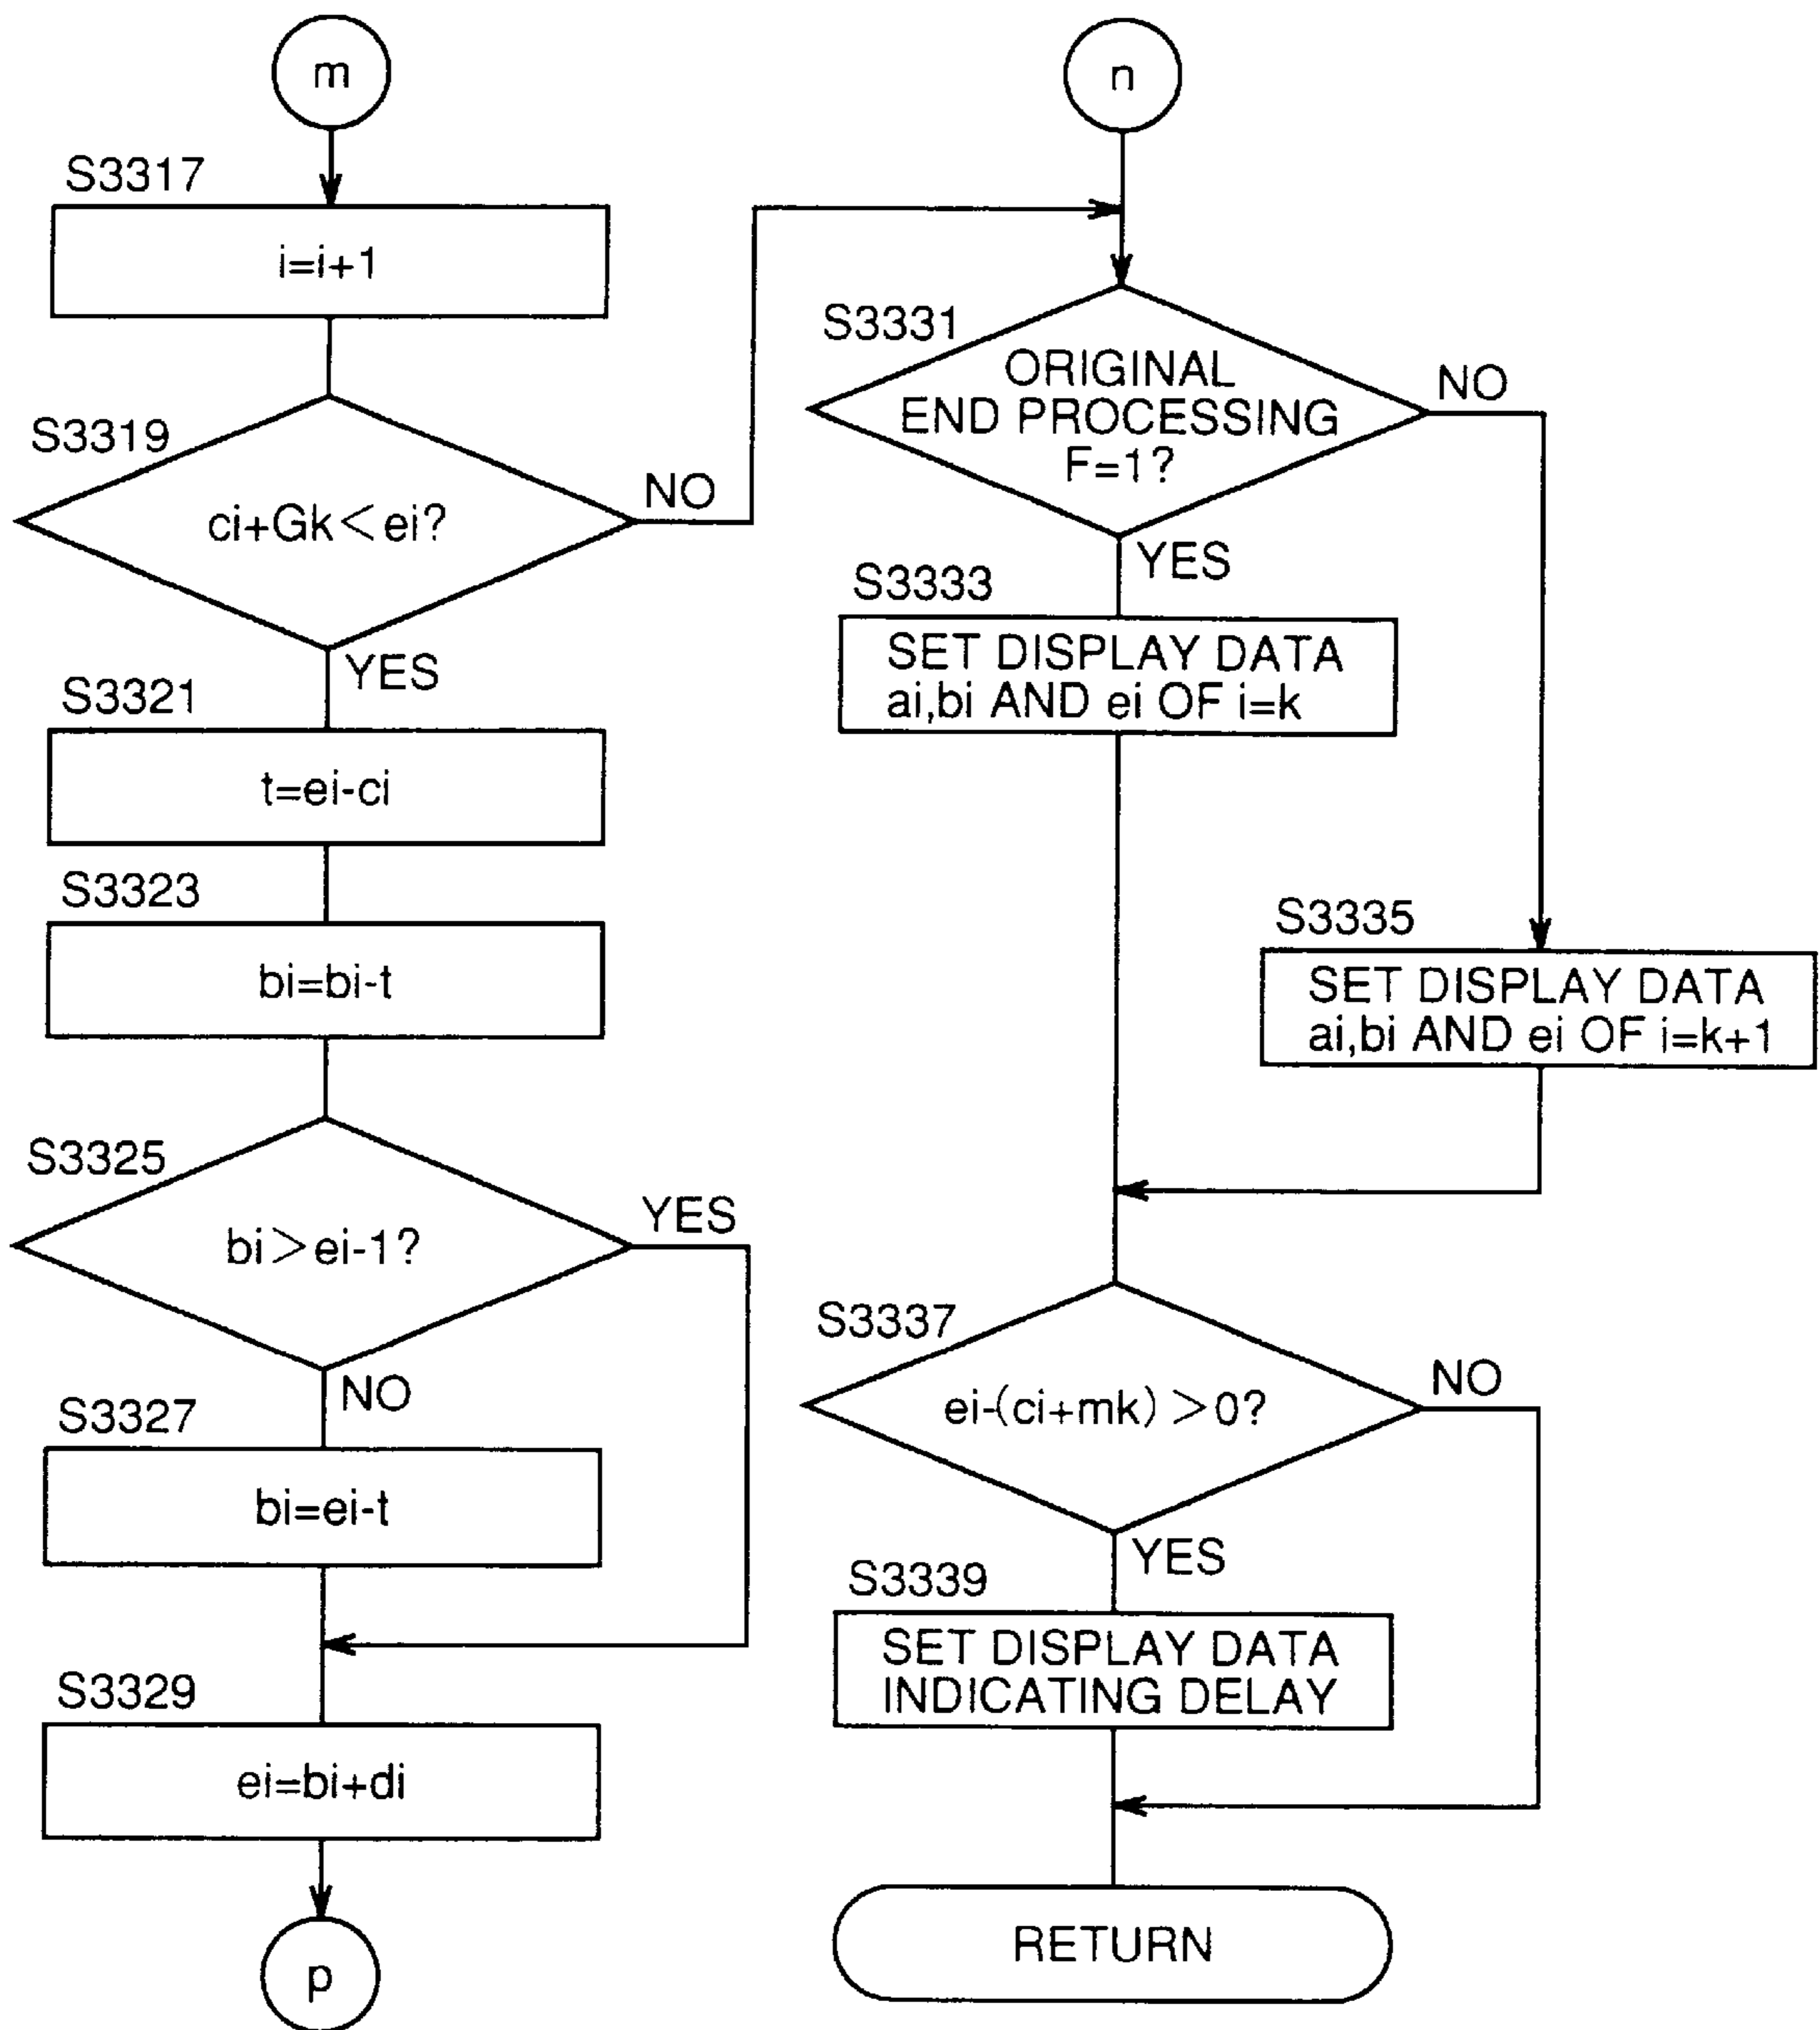 m
S3317
i=i+1
S3319
ci+Gk<ei?
NO
YES
S3321
t=ei-ci
S3323
bi=bi-t
S3325
bi>ei-1?
YES
NO
S3327
bi=ei-t
S3329
ei=bi+di
p
n
S3331
ORIGINAL
END PROCESSING
F=1?
NO
YES
S3333
SET DISPLAY DATA
ai,bi AND ei OF i=k
S3335
SET DISPLAY DATA
ai,bi AND ei OF i=k+1
S3337
ei-(ci+mk)>0?
NO
YES
S3339
SET DISPLAY DATA
INDICATING DELAY
RETURN